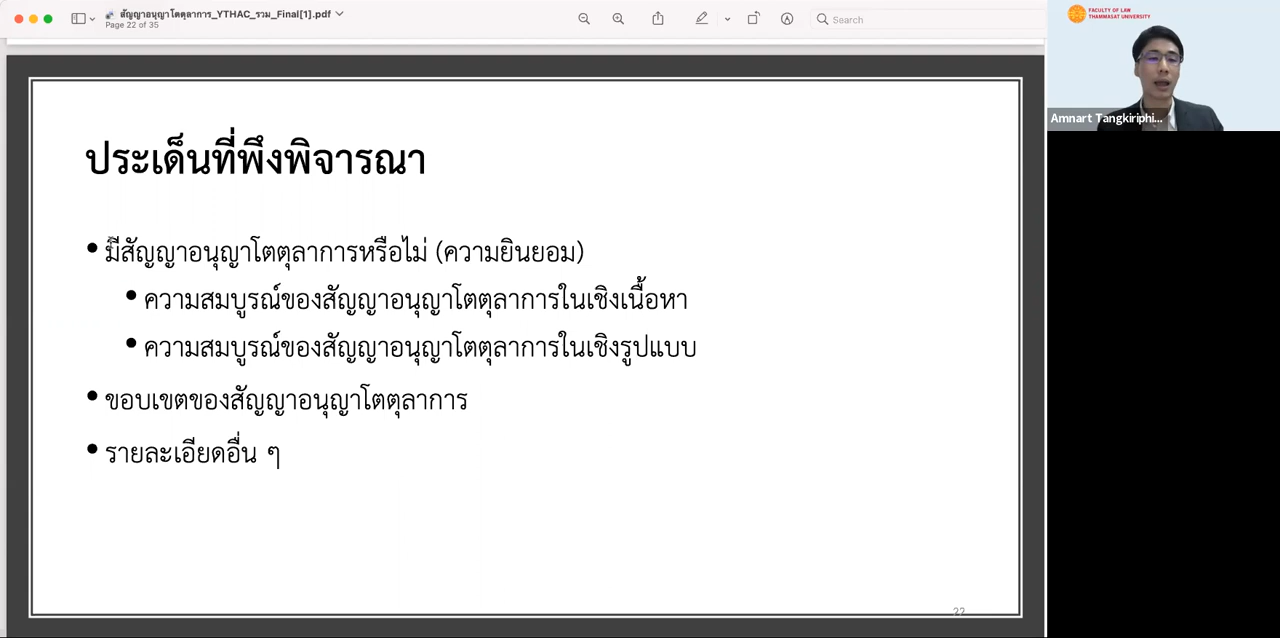 สัญญาอนุญาโตตุลาการ_YTHAC_รวม_Final[1].pdf
Page 22 of 35
Search
FACULTY OF LAW
THAMMASAT UNIVERSITY
Amnart Tangkiriphi...
ประเด็นที่พึงพิจารณา
• มีสัญญาอนุญาโตตุลาการหรือไม่ (ความยินยอม)
• ความสมบูรณ์ของสัญญาอนุญาโตตุลาการในเชิงเนื้อหา
• ความสมบูรณ์ของสัญญาอนุญาโตตุลาการในเชิงรูปแบบ
• ขอบเขตของสัญญาอนุญาโตตุลาการ
• รายละเอียดอื่น ๆ
22